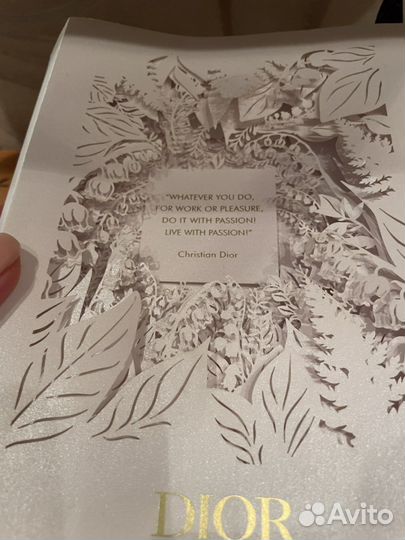 "WHATEVER YOU DO,
FOR WORK OR PLEASURE,
DO IT WITH PASSION!
LIVE WITH PASSION!"
Christian Dior
DIOR
Avito